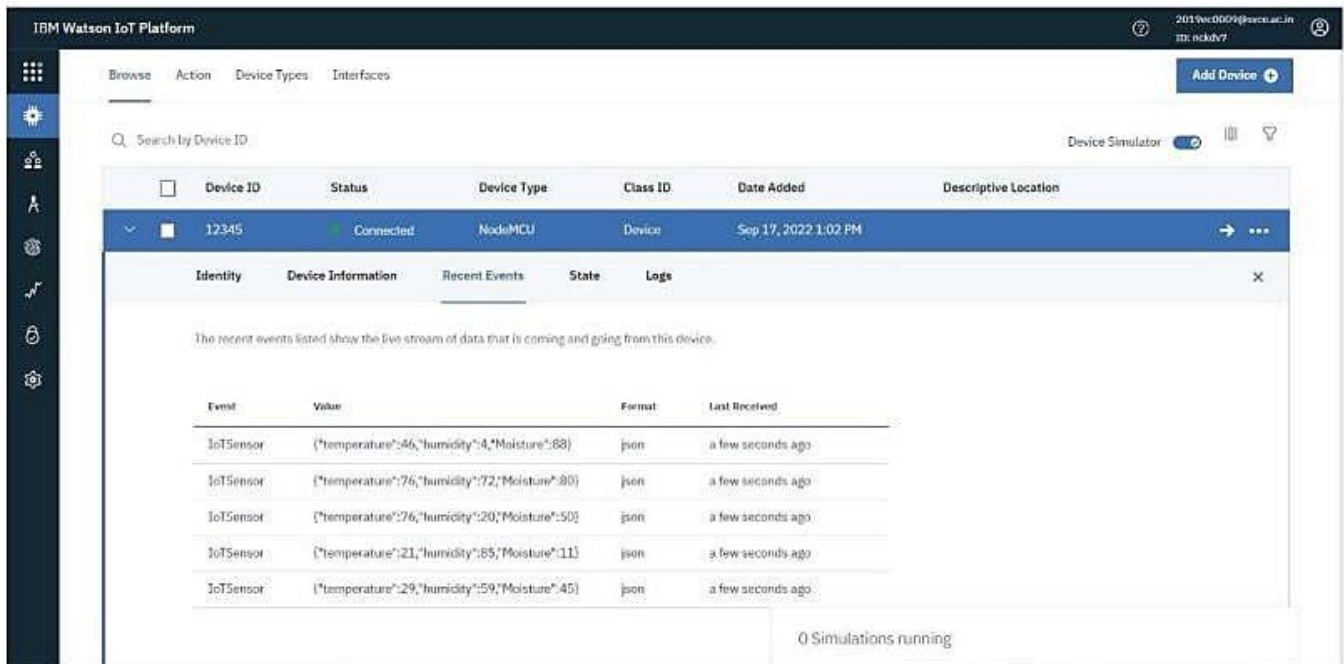 IBM Watson IoT Platform
ID: nckdv7
Browse Action Device Types Interfaces
Add Device
Search by Device ID
Device Simulator
Device ID Status Device Type Class ID Date Added Descriptive Location
12345 Connected NodeMCU Device Sep 17, 2022 1:02 PM
Identity Device Information Recent Events State Logs
The recent events listed show the live stream of data that is coming and going from this device.
Event Value Format Last Received
IoTSensor {"temperature":46,"humidity":4,"Moisture":88} json a few seconds ago
IoTSensor {"temperature":76,"humidity":72,"Moisture":80} json a few seconds ago
IoTSensor {"temperature":76,"humidity":20,"Moisture":50} json a few seconds ago
IoTSensor {"temperature":21,"humidity":85,"Moisture":11} json a few seconds ago
IoTSensor {"temperature":29,"humidity":59,"Moisture":45} json a few seconds ago
0 Simulations running